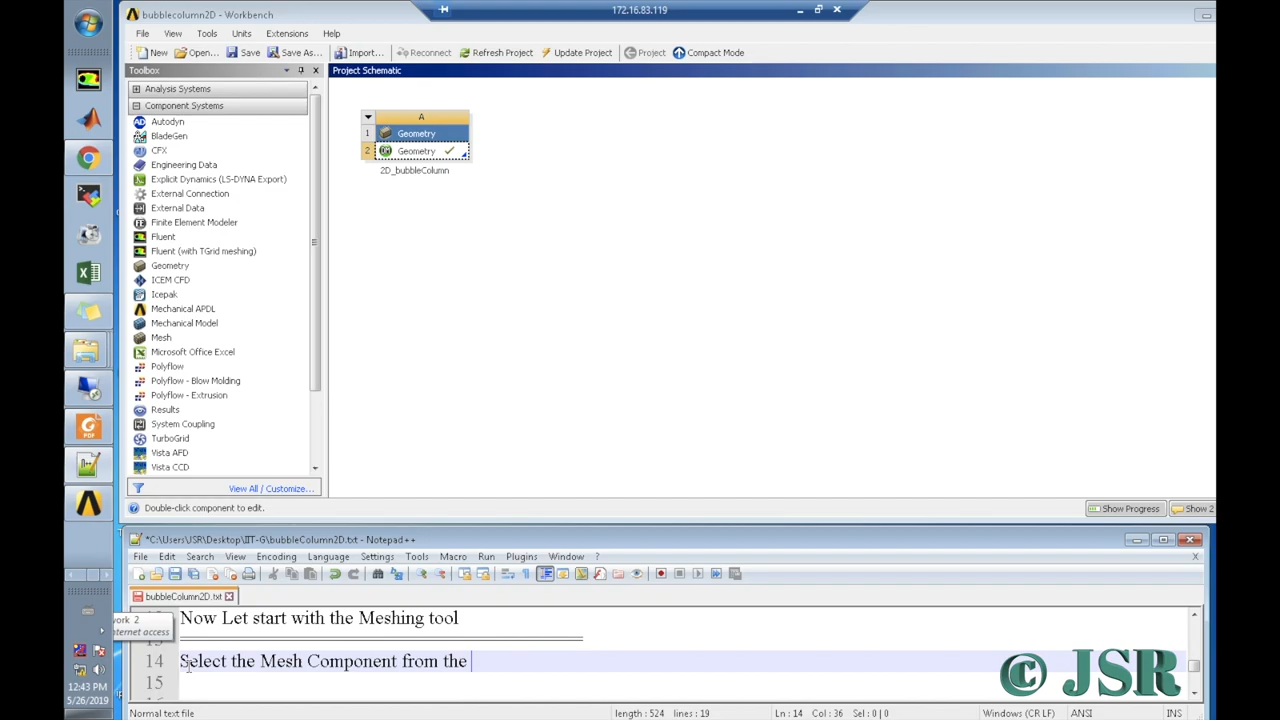 bubblecolumn2D - Workbench
172.16.83.119
File View Tools Units Extensions Help
New Open... Save Save As... Import... Reconnect Refresh Project Update Project Project Compact Mode
Toolbox
Project Schematic
Analysis Systems
Component Systems
Autodyn
BladeGen
CFX
Engineering Data
Explicit Dynamics (LS-DYNA Export)
External Connection
External Data
Finite Element Modeler
Fluent
Fluent (with TGrid meshing)
Geometry
ICEM CFD
Icepak
Mechanical APDL
Mechanical Model
Mesh
Microsoft Office Excel
Polyflow
Polyflow - Blow Molding
Polyflow - Extrusion
Results
System Coupling
TurboGrid
Vista AFD
Vista CCD
View All / Customize...
A
1 Geometry
2 Geometry
2D_bubbleColumn
Double-click component to edit.
Show Progress
Show 2
*C:\Users\JSR\Desktop\IIT-G\bubbleColumn2D.txt - Notepad++
File Edit Search View Encoding Language Settings Tools Macro Run Plugins Window ?
X
bubbleColumn2D.txt
Now Let start with the Meshing tool
14 Select the Mesh Component from the
15
© JSR
Normal text file
length : 524 lines : 19
Ln : 14 Col : 36 Sel : 0 | 0
Windows (CR LF)
ANSI
INS
work 2
nternet access
PDF
12:43 PM
5/26/2019